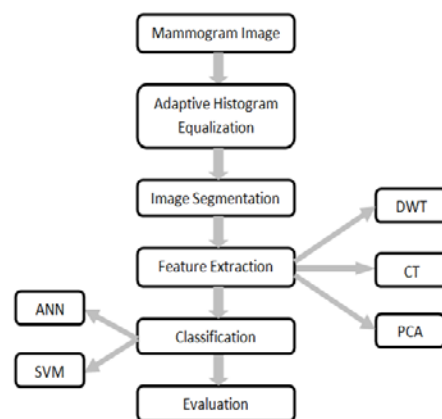 Mammogram Image
Adaptive Histogram
Equalization
Image Segmentation
DWT
Feature Extraction
CT
ANN
PCA
Classification
SVM
Evaluation